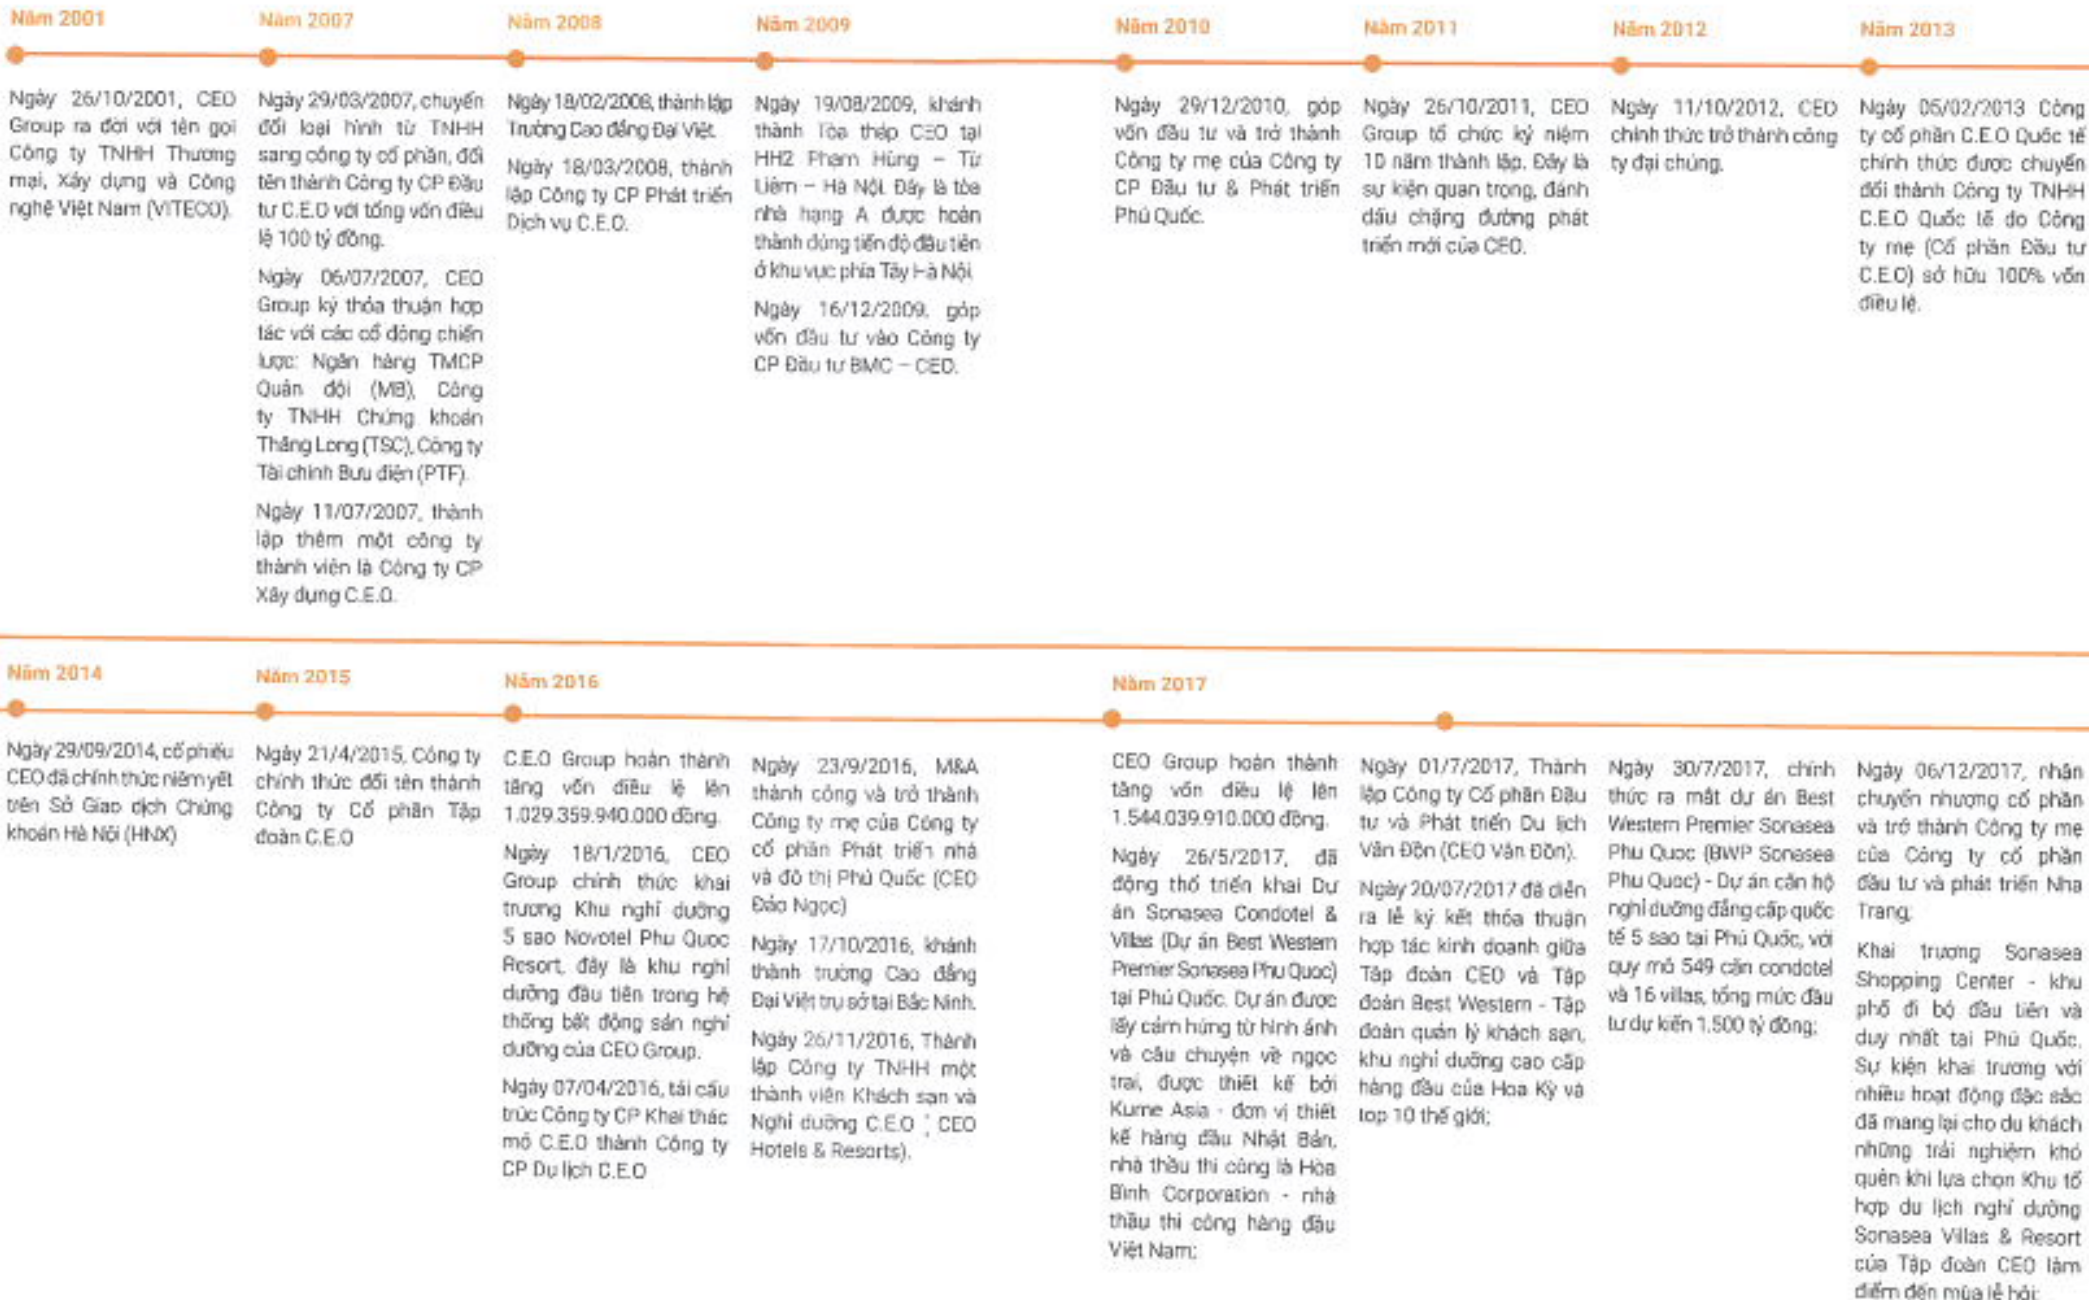 Năm 2001
Ngày 26/10/2001, CEO
Group ra đời với tên gọi
Công ty TNHH Thương
mại, Xây dựng và Công
nghệ Việt Nam (VITECO).
Năm 2007
Ngày 29/03/2007, chuyển
đổi loại hình từ TNHH
sang công ty cổ phần, đổi
tên thành Công ty CP Đầu
tư C.E.O với tổng vốn điều
lệ 100 tỷ đồng.
Ngày 06/07/2007, CEO
Group ký thỏa thuận hợp
tác với các cổ đông chiến
lược: Ngân hàng TMCP
Quân đội (MB), Công
ty TNHH Chứng khoán
Thăng Long (TSC), Công ty
Tài chính Bưu điện (PTF).
Ngày 11/07/2007, thành
lập thêm một công ty
thành viên là Công ty CP
Xây dựng C.E.O.
Năm 2008
Ngày 18/02/2008, thành lập
Trường Cao đẳng Đại Việt.
Ngày 18/03/2008, thành
lập Công ty CP Phát triển
Dịch vụ C.E.O.
Năm 2009
Ngày 19/08/2009, khánh
thành Tòa tháp CEO tại
HH2 Phạm Hùng – Từ
Liêm – Hà Nội. Đây là tòa
nhà hạng A được hoàn
thành đúng tiến độ đầu tiên
ở khu vực phía Tây Hà Nội.
Ngày 16/12/2009, góp
vốn đầu tư vào Công ty
CP Đầu tư BMC – CEO.
Năm 2010
Ngày 29/12/2010, góp
vốn đầu tư và trở thành
Công ty mẹ của Công ty
CP Đầu tư & Phát triển
Phú Quốc.
Năm 2011
Ngày 26/10/2011, CEO
Group tổ chức kỷ niệm
10 năm thành lập. Đây là
sự kiện quan trọng, đánh
dấu chặng đường phát
triển mới của CEO.
Năm 2012
Ngày 11/10/2012, CEO
chính thức trở thành công
ty đại chúng.
Năm 2013
Ngày 05/02/2013 Công
ty cổ phần C.E.O Quốc tế
chính thức được chuyển
đổi thành Công ty TNHH
C.E.O Quốc tế do Công
ty mẹ (Cổ phần Đầu tư
C.E.O) sở hữu 100% vốn
điều lệ.
Năm 2014
Ngày 29/09/2014, cổ phiếu
CEO đã chính thức niêm yết
trên Sở Giao dịch Chứng
khoán Hà Nội (HNX)
Năm 2015
Ngày 21/4/2015, Công ty
chính thức đổi tên thành
Công ty Cổ phần Tập
đoàn C.E.O
Năm 2016
C.E.O Group hoàn thành
tăng vốn điều lệ lên
1.029.359.940.000 đồng.
Ngày 18/1/2016, CEO
Group chính thức khai
trương Khu nghỉ dưỡng
5 sao Novotel Phu Quoc
Resort, đây là khu nghỉ
dưỡng đầu tiên trong hệ
thống bất động sản nghỉ
dưỡng của CEO Group.
Ngày 07/04/2016, tái cấu
trúc Công ty CP Khai thác
mỏ C.E.O thành Công ty
CP Du lịch C.E.O
Ngày 23/9/2016, M&A
thành công và trở thành
Công ty mẹ của Công ty
cổ phần Phát triển nhà
và đô thị Phú Quốc (CEO
Đảo Ngọc)
Ngày 17/10/2016, khánh
thành trường Cao đẳng
Đại Việt trụ sở tại Bắc Ninh.
Ngày 26/11/2016, Thành
lập Công ty TNHH một
thành viên Khách sạn và
Nghỉ dưỡng C.E.O ( CEO
Hotels & Resorts).
Năm 2017
CEO Group hoàn thành
tăng vốn điều lệ lên
1.544.039.910.000 đồng.
Ngày 26/5/2017, đã
động thổ triển khai Dự
án Sonasea Condotel &
Villas (Dự án Best Western
Premier Sonasea Phu Quoc)
tại Phú Quốc. Dự án được
lấy cảm hứng từ hình ảnh
và câu chuyện về ngọc
trai, được thiết kế bởi
Kume Asia - đơn vị thiết
kế hàng đầu Nhật Bản,
nhà thầu thi công là Hòa
Bình Corporation - nhà
thầu thi công hàng đầu
Việt Nam;
Ngày 01/7/2017, Thành
lập Công ty Cổ phần Đầu
tư và Phát triển Du lịch
Vân Đồn (CEO Vân Đồn).
Ngày 20/07/2017 đã diễn
ra lễ ký kết thỏa thuận
hợp tác kinh doanh giữa
Tập đoàn CEO và Tập
đoàn Best Western - Tập
đoàn quản lý khách sạn,
khu nghỉ dưỡng cao cấp
hàng đầu của Hoa Kỳ và
top 10 thế giới;
Ngày 30/7/2017, chính
thức ra mắt dự án Best
Western Premier Sonasea
Phu Quoc (BWP Sonasea
Phu Quoc) - Dự án căn hộ
nghỉ dưỡng đẳng cấp quốc
tế 5 sao tại Phú Quốc, với
quy mô 549 căn condotel
và 16 villas, tổng mức đầu
tư dự kiến 1.500 tỷ đồng;
Ngày 06/12/2017, nhận
chuyển nhượng cổ phần
và trở thành Công ty mẹ
của Công ty cổ phần
đầu tư và phát triển Nha
Trang;
Khai trương Sonasea
Shopping Center - khu
phố đi bộ đầu tiên và
duy nhất tại Phú Quốc.
Sự kiện khai trương với
nhiều hoạt động đặc sắc
đã mang lại cho du khách
những trải nghiệm khó
quên khi lựa chọn Khu tổ
hợp du lịch nghỉ dưỡng
Sonasea Villas & Resort
của Tập đoàn CEO làm
điểm đến mùa lễ hội;